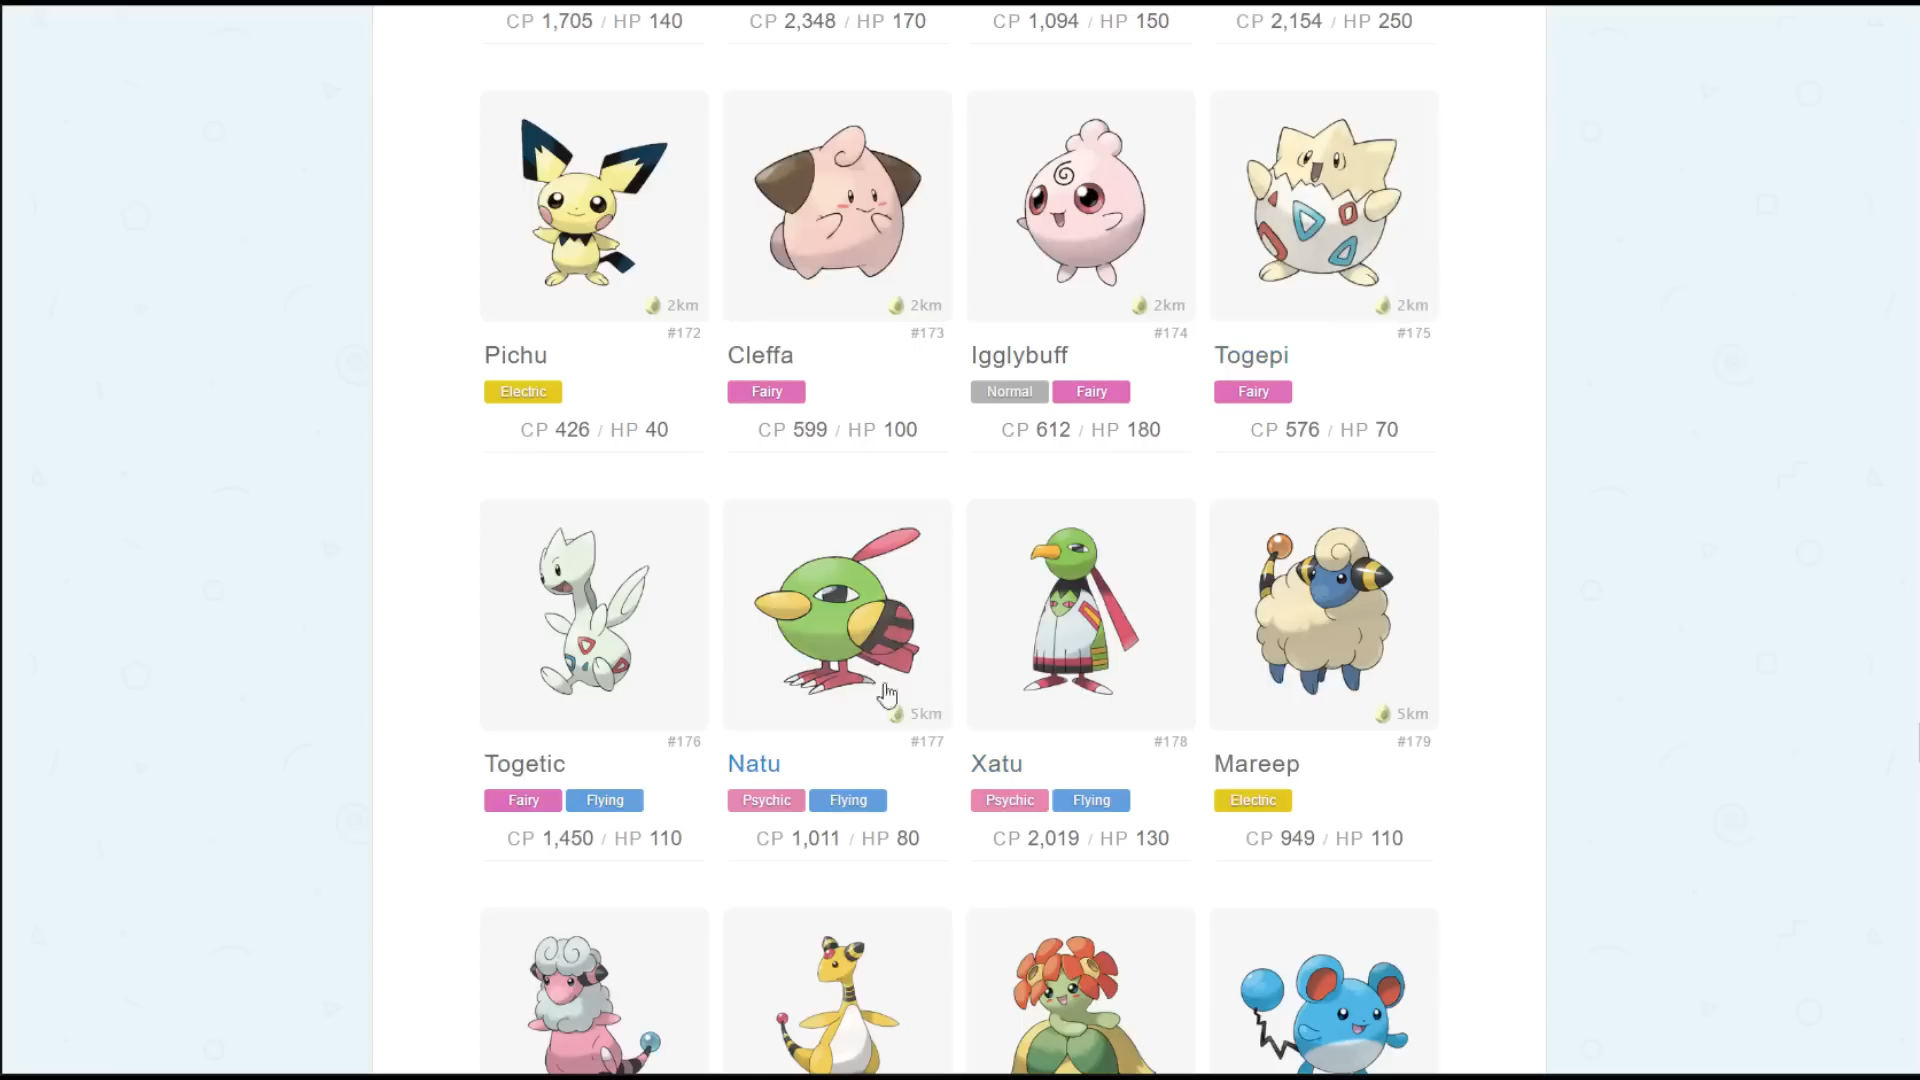 CP 1,705 / HP 140 CP 2,348 / HP 170 CP 1,094 / HP 150 CP 2,154 / HP 250
2km 2km 2km 2km
#172 #173 #174 #175
Pichu Cleffa Igglybuff Togepi
Electric Fairy Normal Fairy Fairy
CP 426 / HP 40 CP 599 / HP 100 CP 612 / HP 180 CP 576 / HP 70
5km 5km
#176 #177 #178 #179
Togetic Natu Xatu Mareep
Fairy Flying Psychic Flying Psychic Flying Electric
CP 1,450 / HP 110 CP 1,011 / HP 80 CP 2,019 / HP 130 CP 949 / HP 110